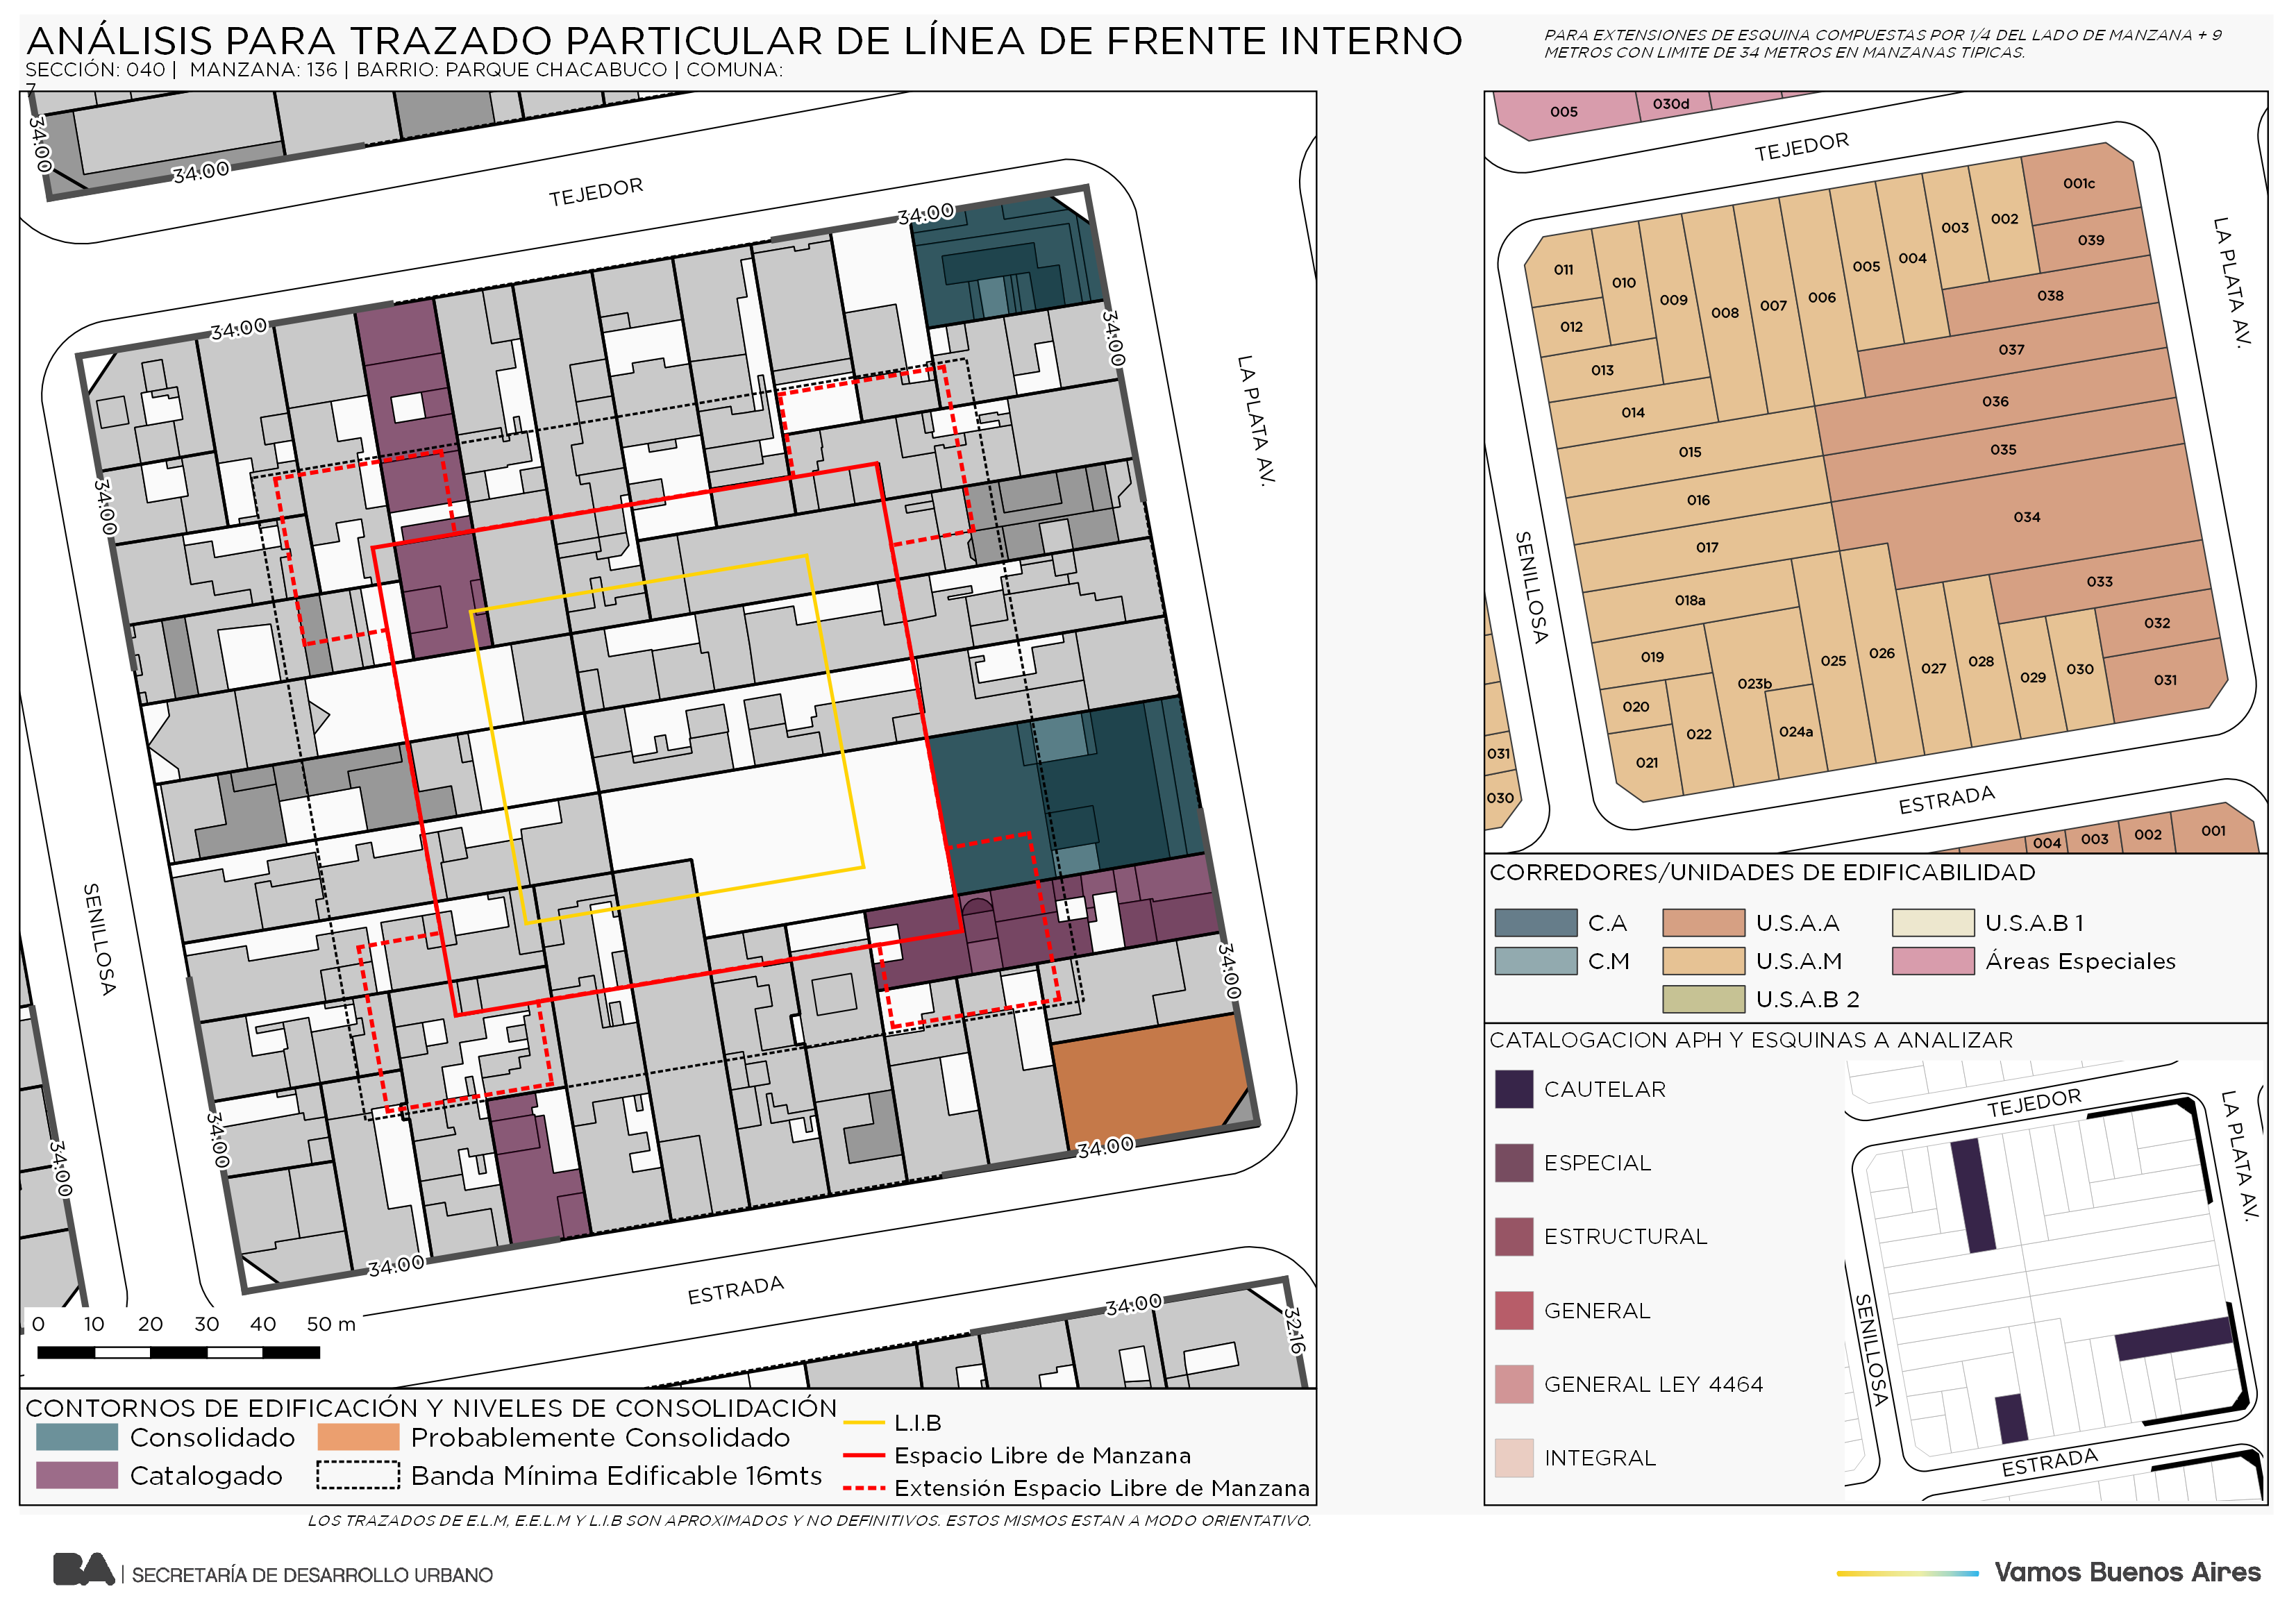 ANÁLISIS PARA TRAZADO PARTICULAR DE LÍNEA DE FRENTE INTERNO
SECCIÓN: 040 | MANZANA: 136 | BARRIO: PARQUE CHACABUCO | COMUNA:
7
PARA EXTENSIONES DE ESQUINA COMPUESTAS POR 1/4 DEL LADO DE MANZANA + 9
METROS CON LIMITE DE 34 METROS EN MANZANAS TIPICAS.
34.00
34.00
TEJEDOR
34.00
34.00
34.00
LA PLATA AV.
34.00
SENILLOSA
34.00
34.00
34.00
34.00
34.00
ESTRADA
34.00
32.16
0 10 20 30 40 50 m
CONTORNOS DE EDIFICACIÓN Y NIVELES DE CONSOLIDACIÓN
Consolidado
Probablemente Consolidado
Catalogado
Banda Mínima Edificable 16mts
L.I.B
Espacio Libre de Manzana
Extensión Espacio Libre de Manzana
LOS TRAZADOS DE E.L.M, E.E.L.M Y L.I.B SON APROXIMADOS Y NO DEFINITIVOS. ESTOS MISMOS ESTAN A MODO ORIENTATIVO.
005
030d
TEJEDOR
LA PLATA AV.
001c
002
003
039
004
005
011
010
009
006
007
008
038
012
037
013
036
014
035
015
016
034
017
033
018a
032
019
025
026
027
028
029
030
031
023b
020
022
024a
021
SENILLOSA
031
030
ESTRADA
004
003
002
001
CORREDORES/UNIDADES DE EDIFICABILIDAD
C.A
U.S.A.A
U.S.A.B 1
C.M
U.S.A.M
Áreas Especiales
U.S.A.B 2
CATALOGACION APH Y ESQUINAS A ANALIZAR
CAUTELAR
ESPECIAL
ESTRUCTURAL
GENERAL
GENERAL LEY 4464
INTEGRAL
TEJEDOR
LA PLATA AV.
SENILLOSA
ESTRADA
BA | SECRETARÍA DE DESARROLLO URBANO
Vamos Buenos Aires